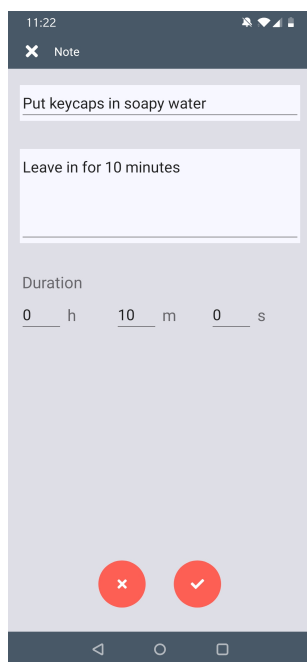 11:22
Note
Put keycaps in soapy water
Leave in for 10 minutes
Duration
0 h 10 m 0 s